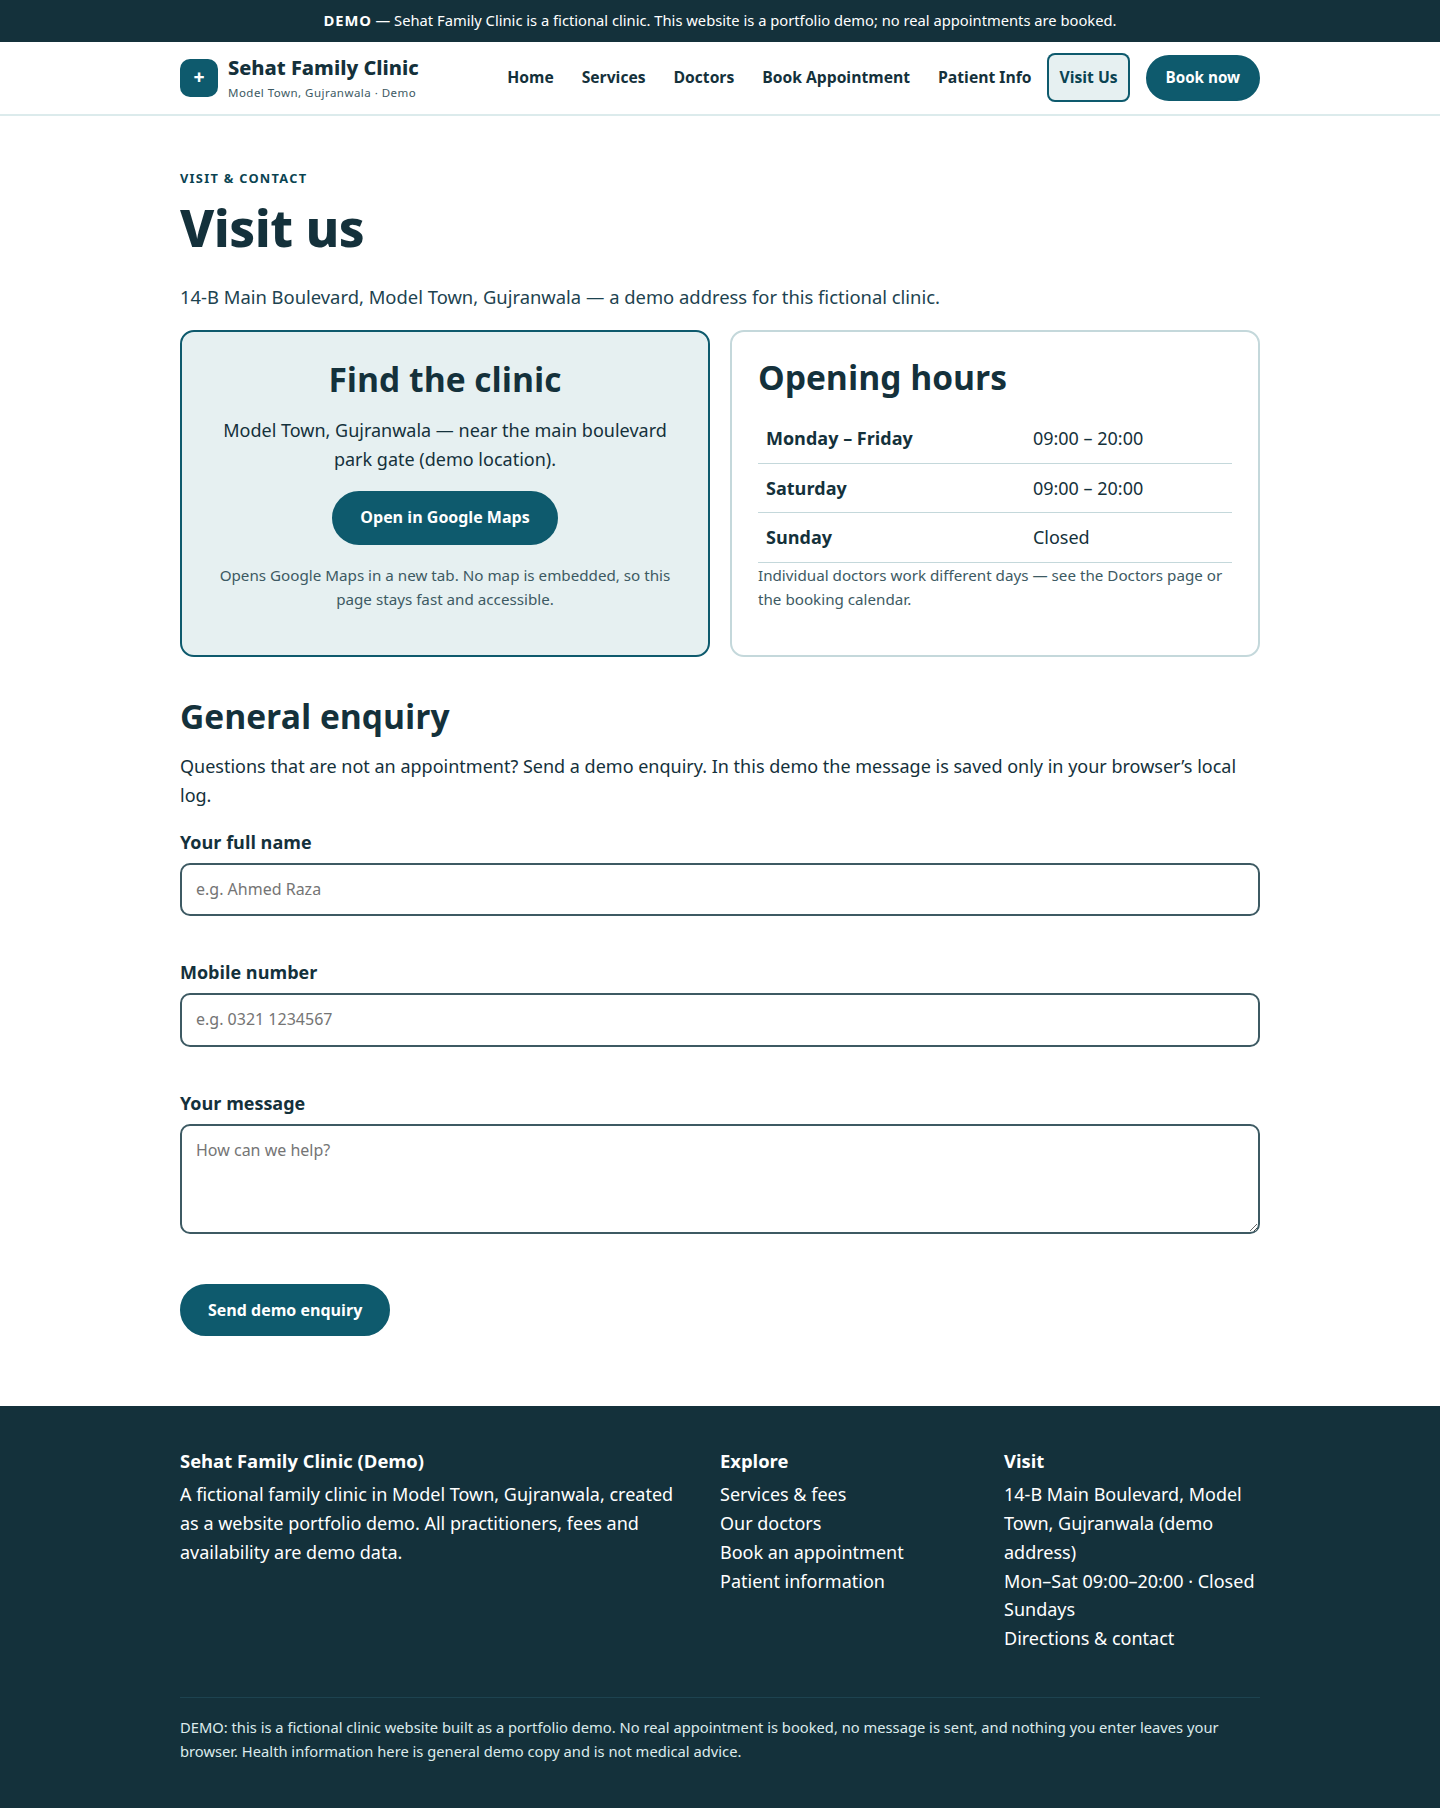 DEMO — Sehat Family Clinic is a fictional clinic. This website is a portfolio demo; no real appointments are booked.
+
Sehat Family Clinic
Model Town, Gujranwala · Demo
Home
Services
Doctors
Book Appointment
Patient Info
Visit Us
Book now
VISIT & CONTACT
Visit us
14-B Main Boulevard, Model Town, Gujranwala — a demo address for this fictional clinic.
Find the clinic
Model Town, Gujranwala — near the main boulevard
park gate (demo location).
Open in Google Maps
Opens Google Maps in a new tab. No map is embedded, so this
page stays fast and accessible.
Opening hours
Monday – Friday 09:00 – 20:00
Saturday 09:00 – 20:00
Sunday Closed
Individual doctors work different days — see the Doctors page or
the booking calendar.
General enquiry
Questions that are not an appointment? Send a demo enquiry. In this demo the message is saved only in your browser’s local
log.
Your full name
e.g. Ahmed Raza
Mobile number
e.g. 0321 1234567
Your message
How can we help?
Send demo enquiry
Sehat Family Clinic (Demo)
A fictional family clinic in Model Town, Gujranwala, created
as a website portfolio demo. All practitioners, fees and
availability are demo data.
Explore
Services & fees
Our doctors
Book an appointment
Patient information
Visit
14-B Main Boulevard, Model
Town, Gujranwala (demo
address)
Mon–Sat 09:00–20:00 · Closed
Sundays
Directions & contact
DEMO: this is a fictional clinic website built as a portfolio demo. No real appointment is booked, no message is sent, and nothing you enter leaves your
browser. Health information here is general demo copy and is not medical advice.